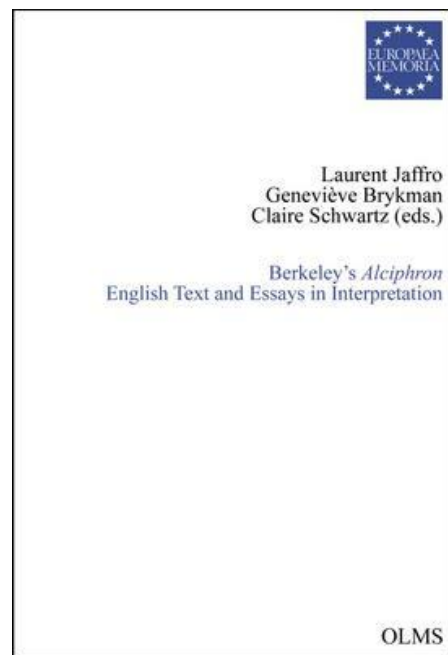 EUROPAEA
MEMORIA
Laurent Jaffro
Geneviève Brykman
Claire Schwartz (eds.)
Berkeley's Alciphron
English Text and Essays in Interpretation
OLMS